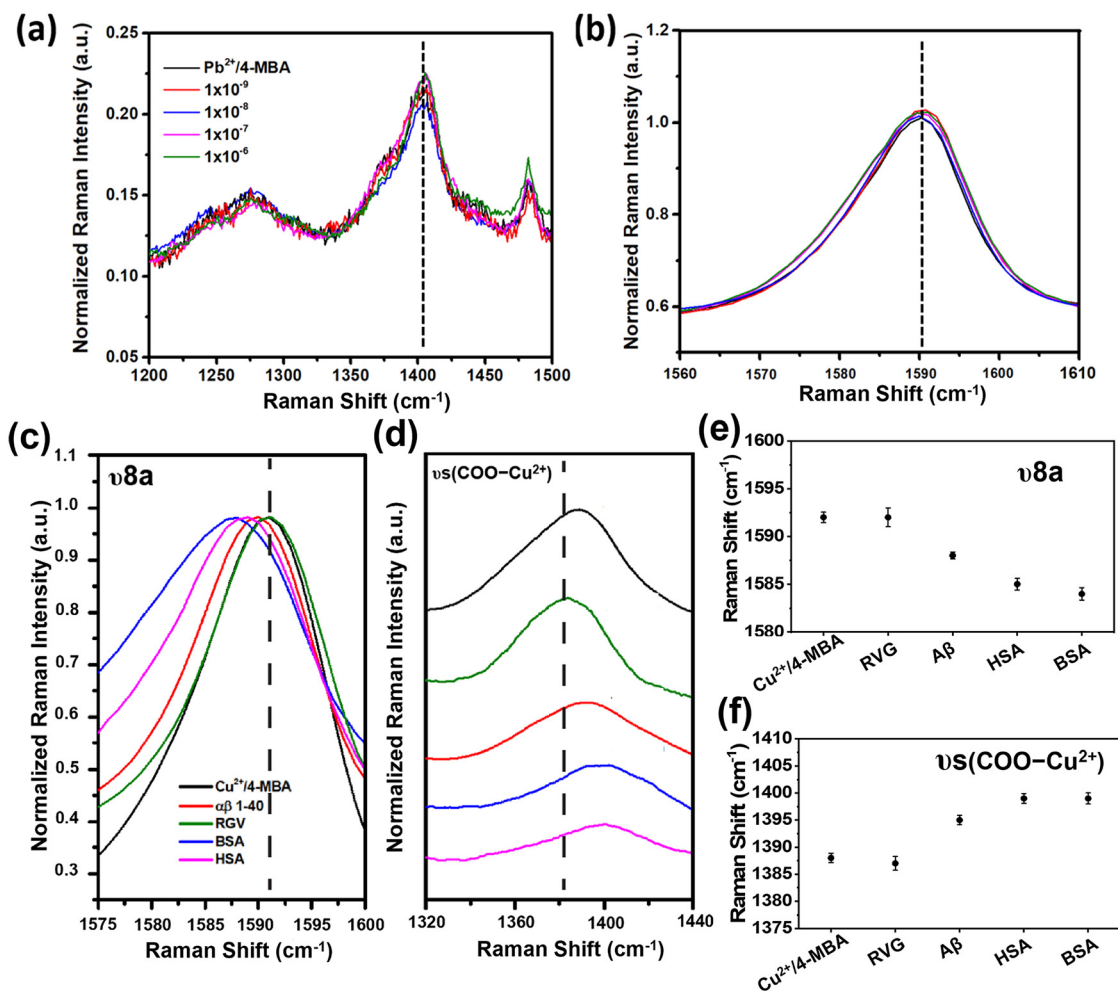 (a)
Normalized Raman Intensity (a.u.)
0.25
0.20
0.15
0.10
0.05
Pb²⁺/4-MBA
1x10⁻⁹
1x10⁻⁸
1x10⁻⁷
1x10⁻⁶
1200 1250 1300 1350 1400 1450 1500
Raman Shift (cm⁻¹)
(b)
Normalized Raman Intensity (a.u.)
1.0
0.8
0.6
1560 1570 1580 1590 1600 1610
Raman Shift (cm⁻¹)
(c)
υ8a
Normalized Raman Intensity (a.u.)
1.1
1.0
0.9
0.8
0.7
0.6
0.5
0.4
0.3
Cu²⁺/4-MBA
αβ 1-40
RGV
BSA
HSA
1575 1580 1585 1590 1595 1600
Raman Shift (cm⁻¹)
(d)
υs(COO−Cu²⁺)
Normalized Raman Intensity (a.u.)
1320 1360 1400 1440
Raman Shift (cm⁻¹)
(e)
υ8a
Raman Shift (cm⁻¹)
1600
1595
1590
1585
1580
Cu²⁺/4-MBA RVG Aβ HSA BSA
(f)
υs(COO−Cu²⁺)
Raman Shift (cm⁻¹)
1410
1405
1400
1395
1390
1385
1380
1375
Cu²⁺/4-MBA RVG Aβ HSA BSA